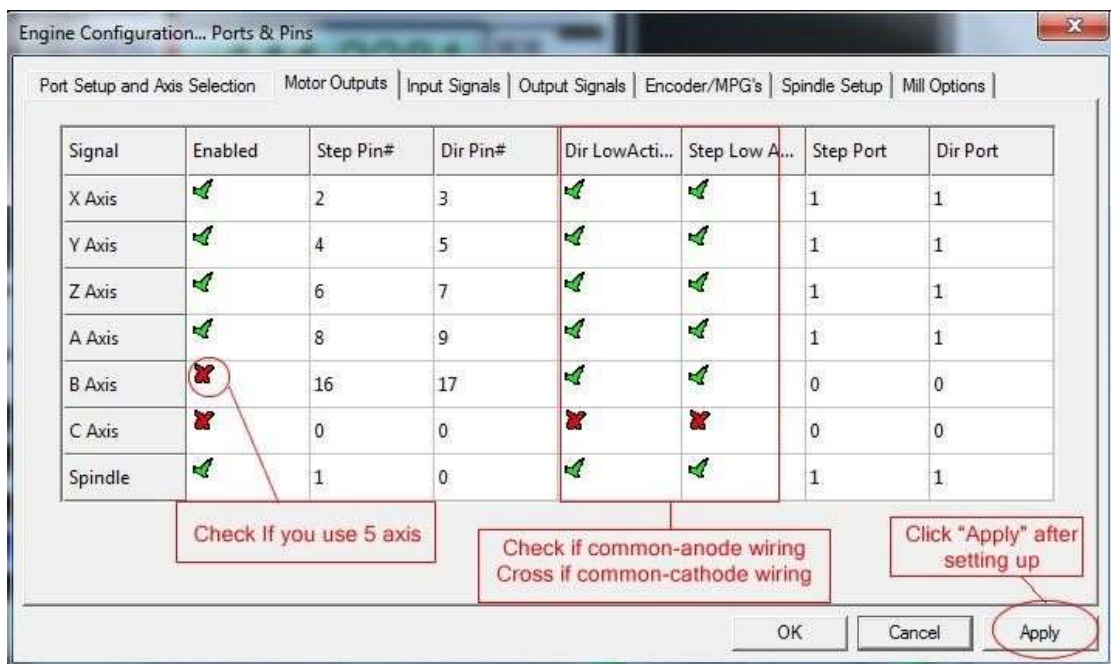 Engine Configuration... Ports & Pins
Port Setup and Axis Selection Motor Outputs Input Signals Output Signals Encoder/MPG's Spindle Setup Mill Options
Signal Enabled Step Pin# Dir Pin# Dir LowActi... Step Low A... Step Port Dir Port
X Axis 2 3 1 1
Y Axis 4 5 1 1
Z Axis 6 7 1 1
A Axis 8 9 1 1
B Axis 16 17 0 0
C Axis 0 0 0 0
Spindle 1 0 1 1
Check If you use 5 axis
Check if common-anode wiring
Cross if common-cathode wiring
Click "Apply" after
setting up
OK Cancel Apply